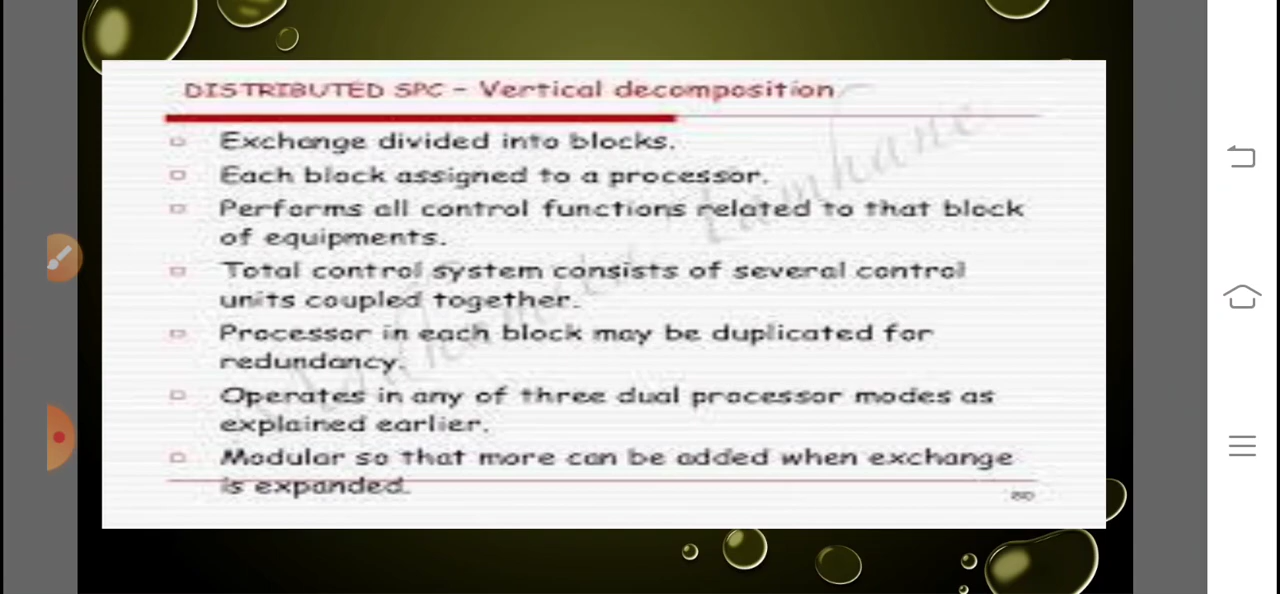 DISTRIBUTED SPC - Vertical decomposition
Exchange divided into blocks.
Each block assigned to a processor.
Performs all control functions related to that block
of equipments.
Total control system consists of several control
units coupled together.
Processor in each block may be duplicated for
redundancy.
Operates in any of three dual processor modes as
explained earlier.
Modular so that more can be added when exchange
is expanded.
80